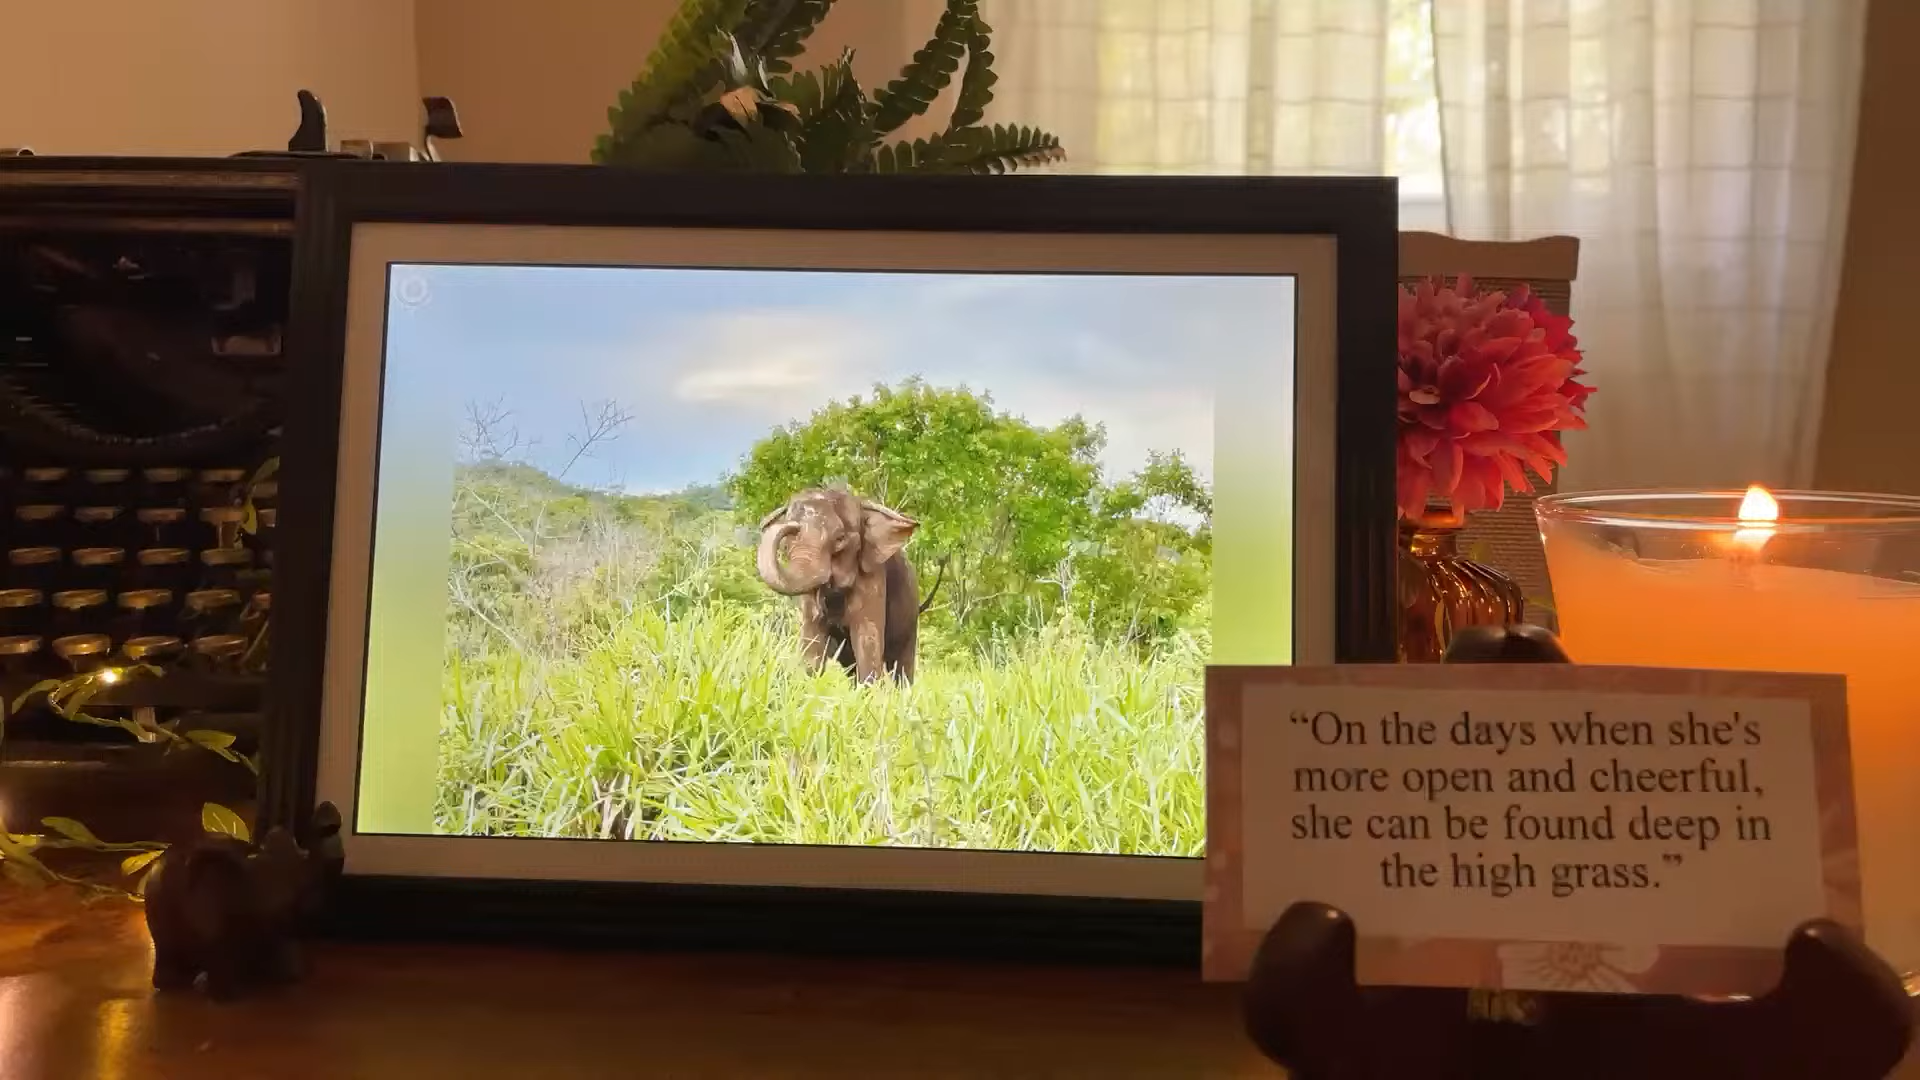 “On the days when she's
more open and cheerful,
she can be found deep in
the high grass.”